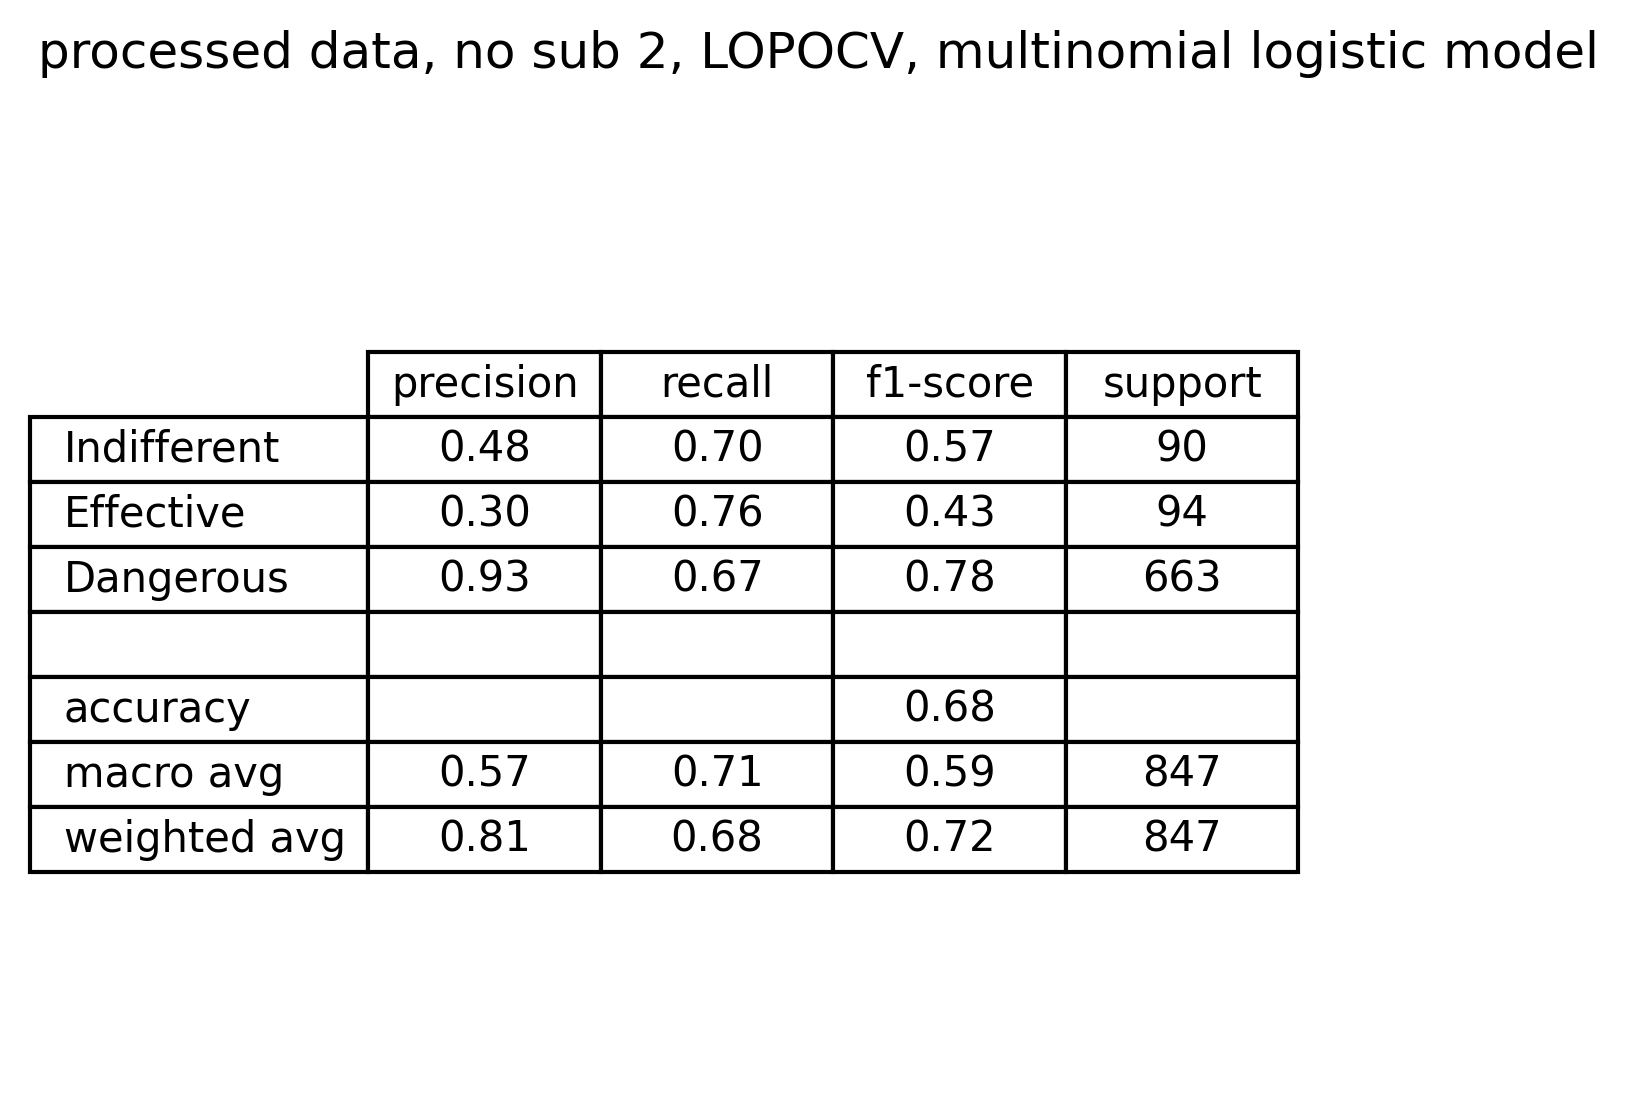 processed data, no sub 2, LOPOCV, multinomial logistic model
precision recall f1-score support
Indifferent 0.48 0.70 0.57 90
Effective 0.30 0.76 0.43 94
Dangerous 0.93 0.67 0.78 663
accuracy 0.68
macro avg 0.57 0.71 0.59 847
weighted avg 0.81 0.68 0.72 847